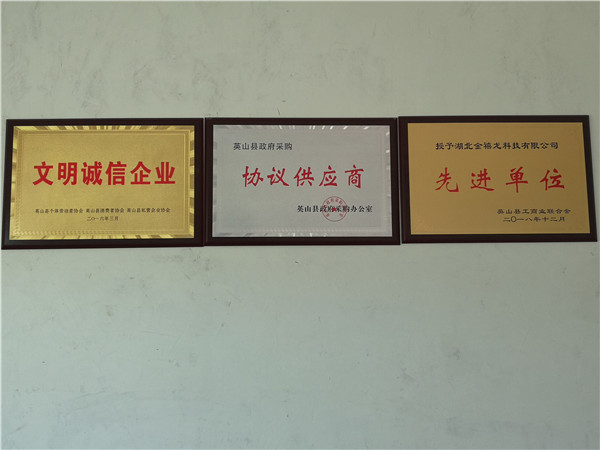 文明诚信企业
英山县个体劳动者协会 英山县消费者协会 英山县私营企业协会
二〇一六年三月
英山县政府采购
协议供应商
英山县政府采购办公室
授予湖北金禧龙科技有限公司
先进单位
英山县工商业联合会
二〇一八年十二月